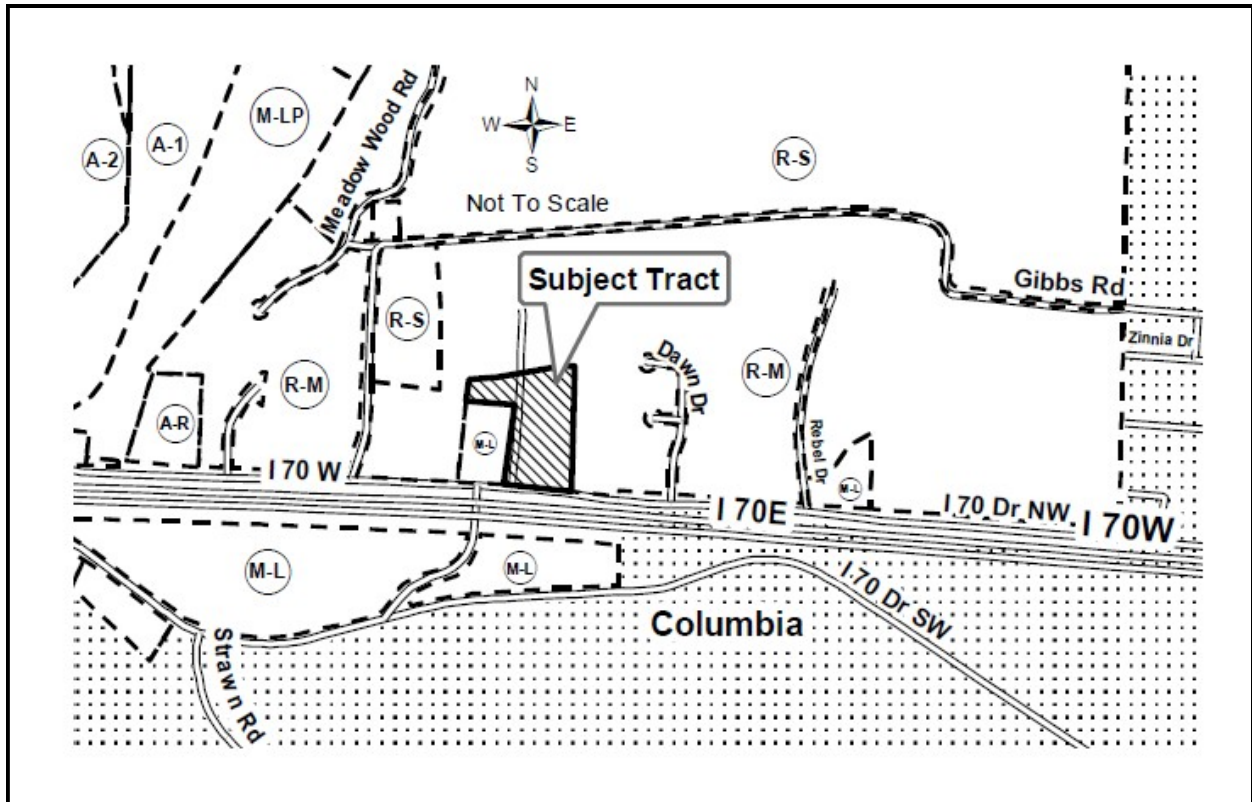 N
W E
S
Not To Scale
A-2
A-1
M-LP
Meadow Wood Rd
R-S
Subject Tract
Gibbs Rd
Zinnia Dr
R-S
Dawn Dr
R-M
R-M
A-R
M-L
Rebel Dr
M-L
I 70 W
I 70E
I 70 Dr NW
I 70W
M-L
M-L
I 70 Dr SW
Columbia
Strawn Rd